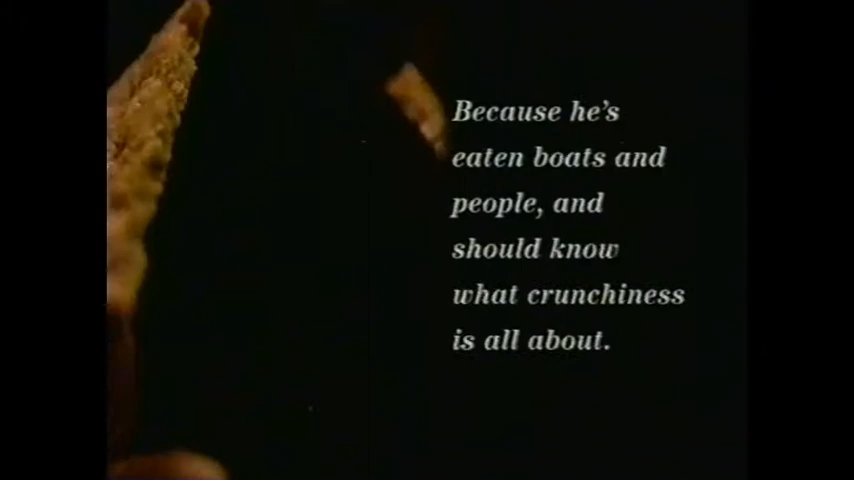 Because he's
eaten boats and
people, and
should know
what crunchiness
is all about.